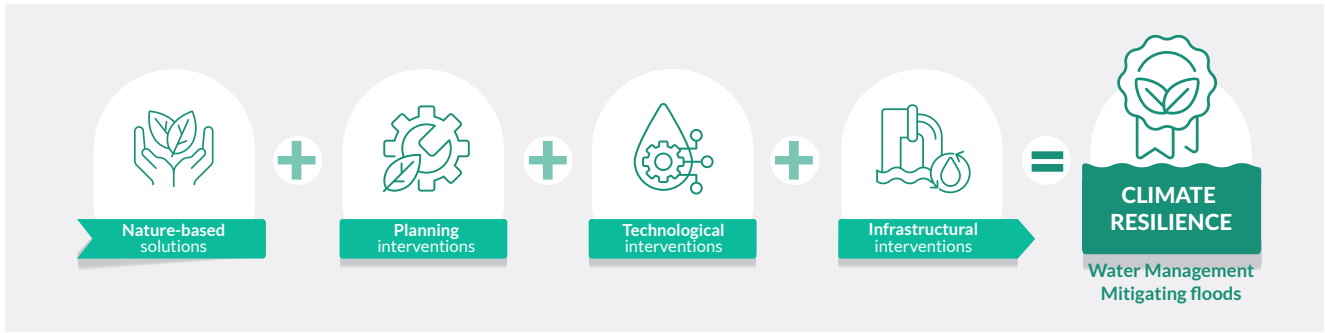 Nature-based
solutions
Planning
interventions
Technological
interventions
Infrastructural
interventions
CLIMATE
RESILIENCE
Water Management
Mitigating floods